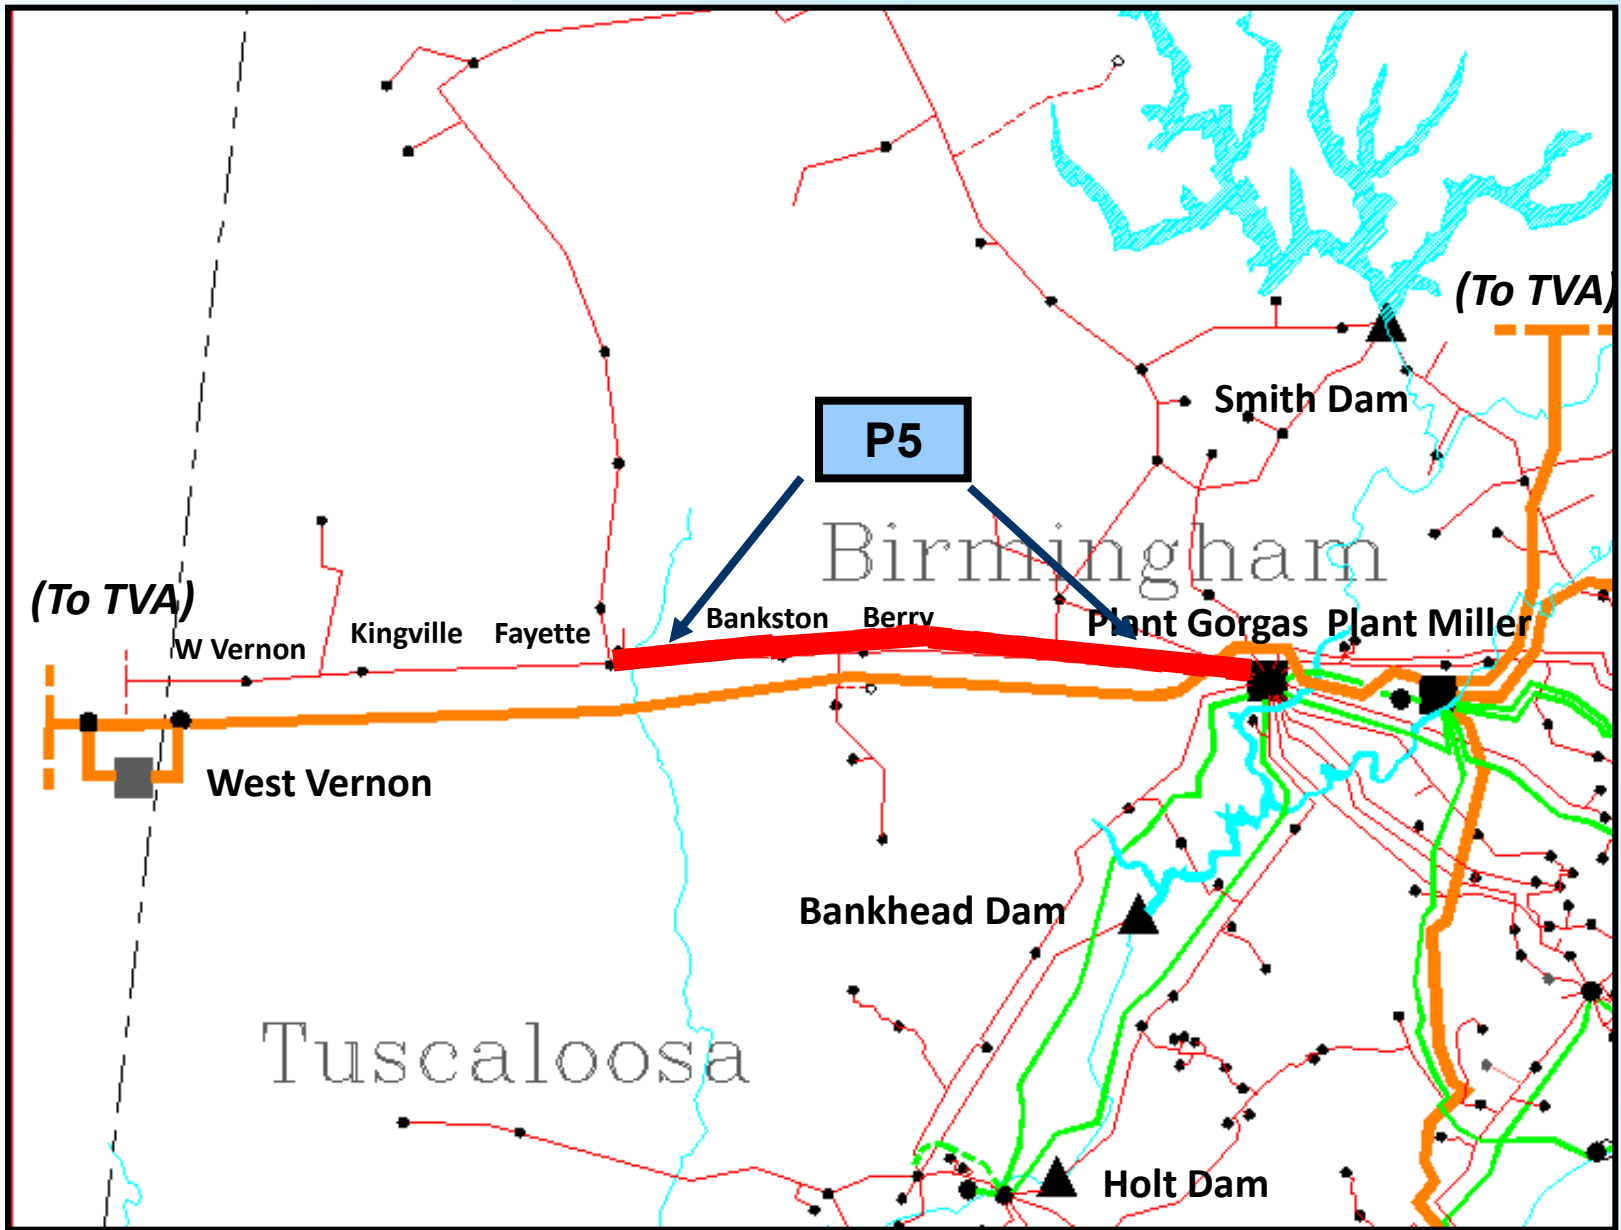 (To TVA)
Smith Dam
P5
Birmingham
(To TVA)
W Vernon
Kingville
Fayette
Bankston
Berry
Plant Gorgas
Plant Miller
West Vernon
Bankhead Dam
Tuscaloosa
Holt Dam